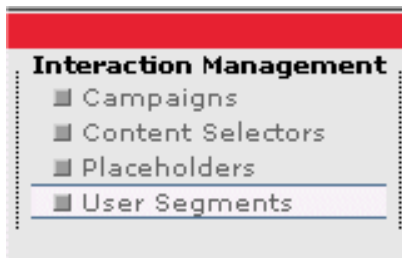 Interaction Management
Campaigns
Content Selectors
Placeholders
User Segments